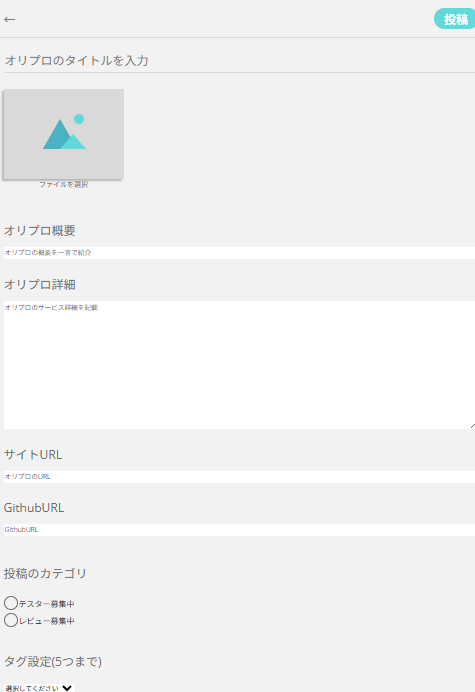 ←
投稿
オリプロのタイトルを入力
ファイルを選択
オリプロ概要
オリプロの概要を一言で紹介
オリプロ詳細
オリプロのサービス詳細を記載
サイトURL
オリプロのURL
GithubURL
GithubURL
投稿のカテゴリ
テスター募集中
レビュー募集中
タグ設定(5つまで)
選択してください